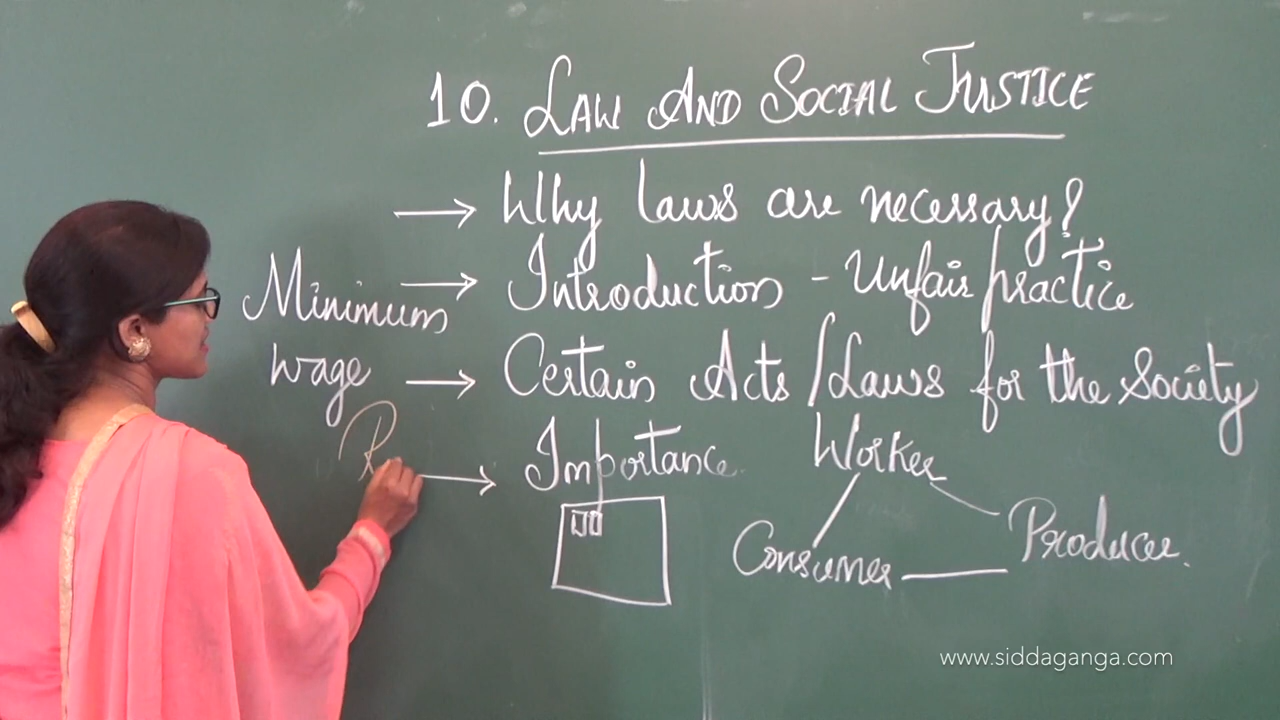 10. LAW AND SOCIAL JUSTICE
→ Why laws are necessary?
→ Introduction - Unfair practice
Minimum
wage
→ Certain Acts/Laws for the Society
R
→ Importance
Worker
Consumer — Producer.
www.siddaganga.com